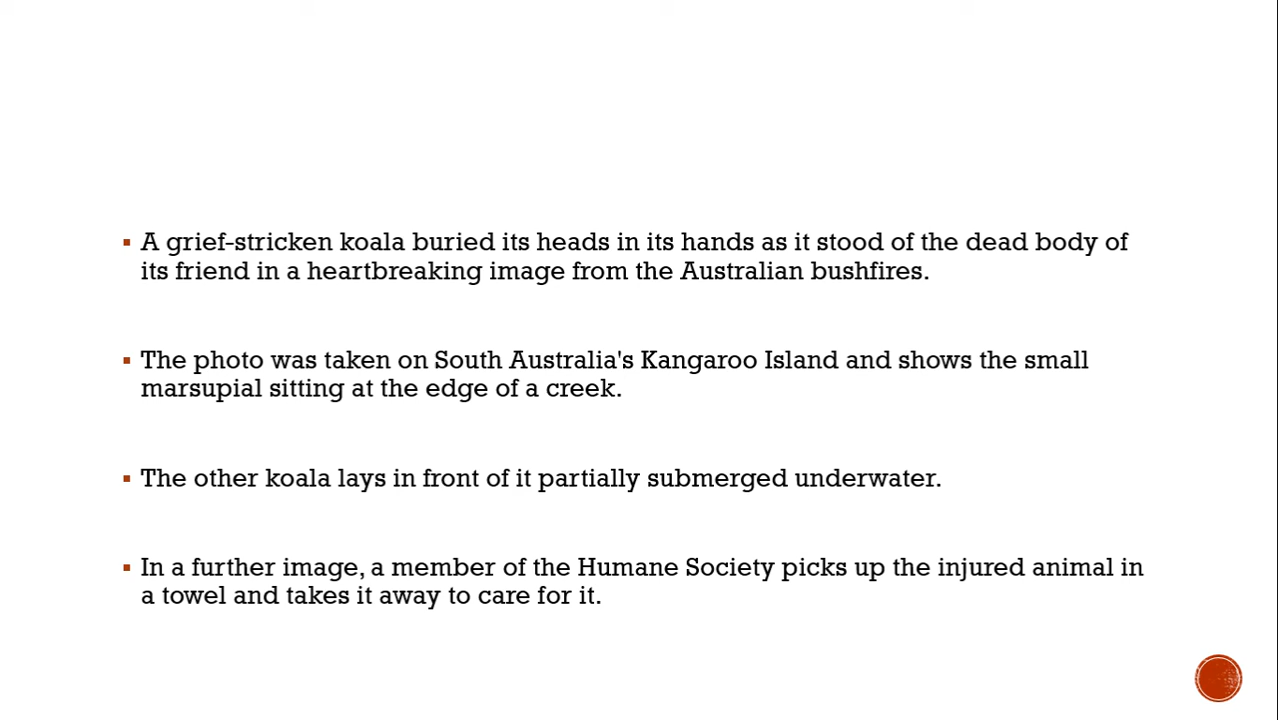 A grief-stricken koala buried its heads in its hands as it stood of the dead body of
its friend in a heartbreaking image from the Australian bushfires.
The photo was taken on South Australia's Kangaroo Island and shows the small
marsupial sitting at the edge of a creek.
The other koala lays in front of it partially submerged underwater.
In a further image, a member of the Humane Society picks up the injured animal in
a towel and takes it away to care for it.